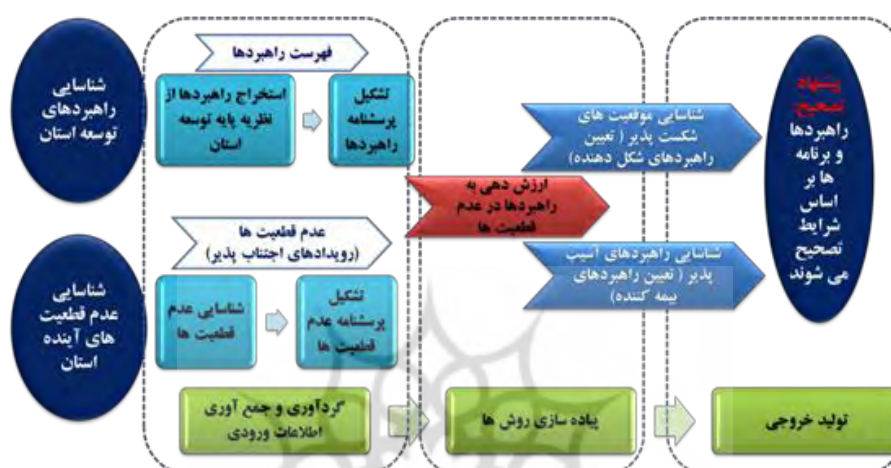 شناسایی
راهبردهای
توسعه استان
فهرست راهبردها
استخراج راهبردها از
نظریه پایه توسعه
استان
تشکیل
پرسشنامه
راهبردها
شناسایی
عدم قطعیت
های آینده
استان
عدم قطعیت ها
(رویدادهای اجتناب پذیر)
شناسایی عدم
قطعیت ها
تشکیل
پرسشنامه عدم
قطعیت ها
ارزش دهی به
راهبردها در عدم
قطعیت ها
شناسایی موقعیت های
شکست پذیر ( تعیین
راهبردهای شکل دهنده)
شناسایی راهبردهای آسیب
پذیر ( تعیین راهبردهای
بیمه کننده)
پیشنهاد
تصحیح:
راهبردها
و برنامه
ها بر
اساس
شرایط
تصحیح
می شوند
گردآوری و جمع آوری
اطلاعات ورودی
پیاده سازی روش ها
تولید خروجی